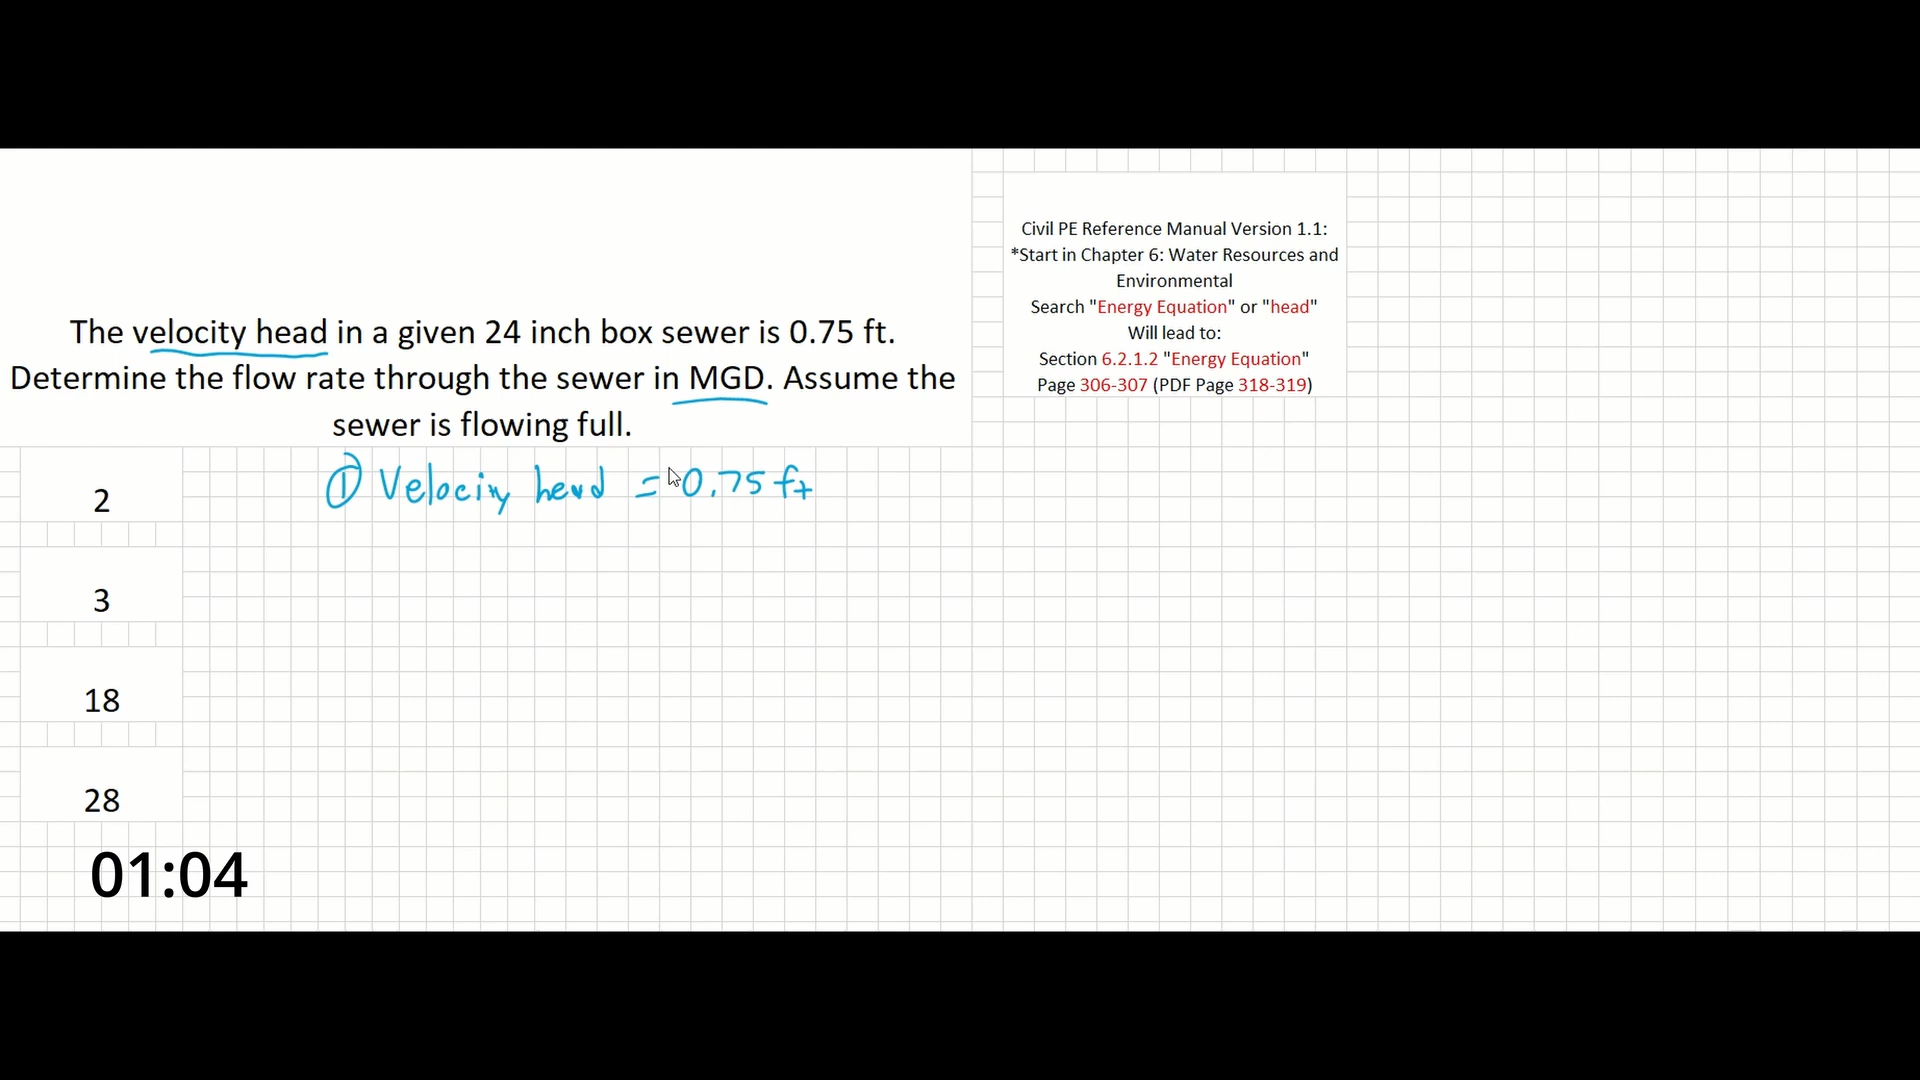 The velocity head in a given 24 inch box sewer is 0.75 ft.
Determine the flow rate through the sewer in MGD. Assume the
sewer is flowing full.
① Velocity head = 0.75 ft
2
3
18
28
01:04
Civil PE Reference Manual Version 1.1:
*Start in Chapter 6: Water Resources and
Environmental
Search "Energy Equation" or "head"
Will lead to:
Section 6.2.1.2 "Energy Equation"
Page 306-307 (PDF Page 318-319)